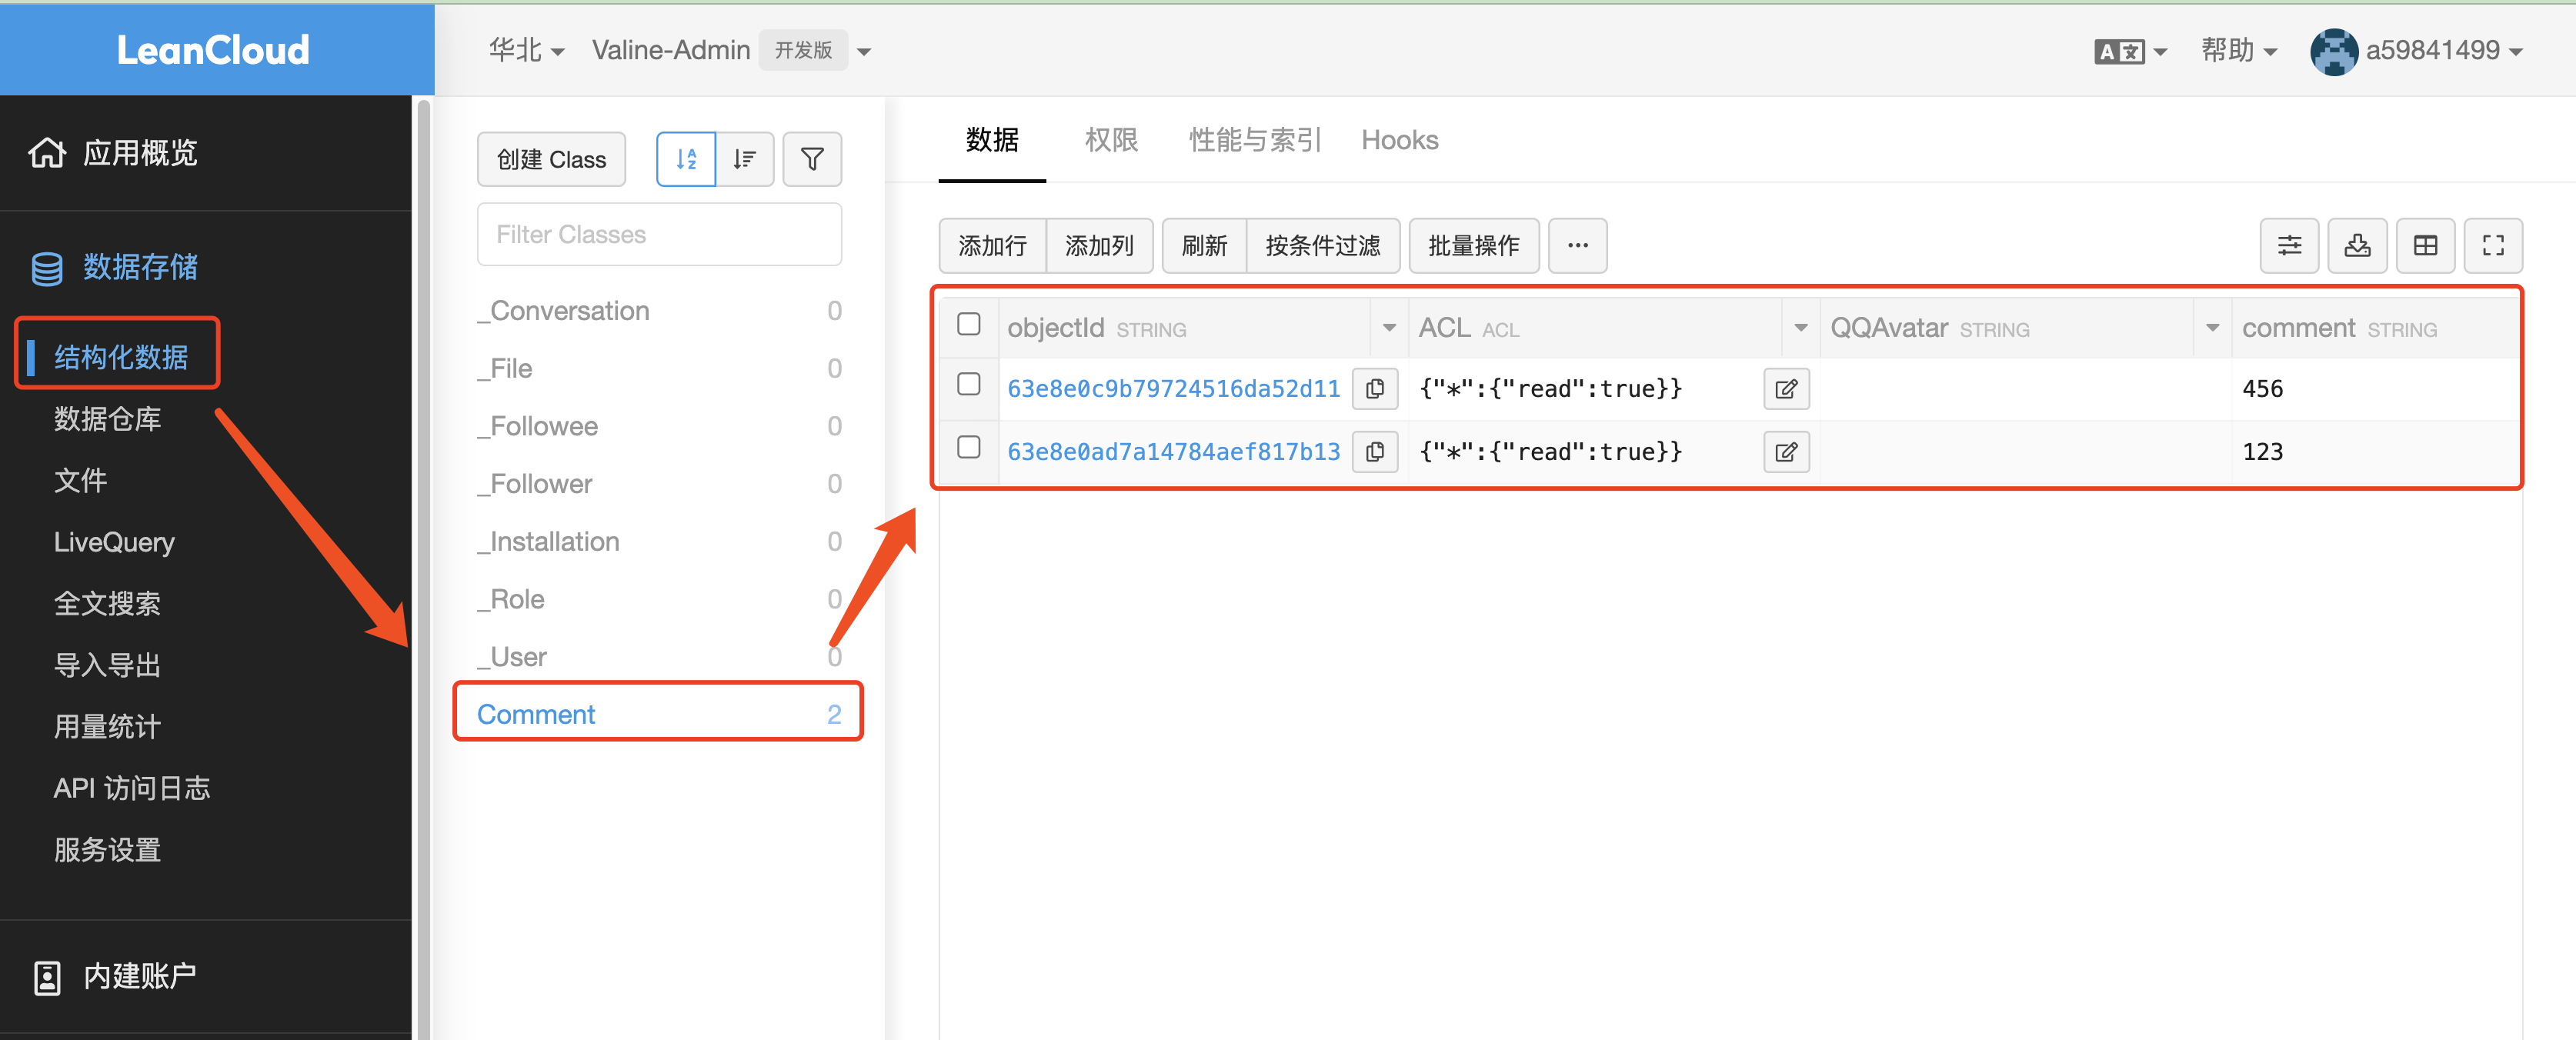 LeanCloud
华北
Valine-Admin 开发版
A文
帮助
a59841499
应用概览
数据存储
结构化数据
数据仓库
文件
LiveQuery
全文搜索
导入导出
用量统计
API 访问日志
服务设置
内建账户
创建 Class
Filter Classes
_Conversation 0
_File 0
_Followee 0
_Follower 0
_Installation 0
_Role 0
_User 0
Comment 2
数据 权限 性能与索引 Hooks
添加行 添加列 刷新 按条件过滤 批量操作 ···
objectId STRING ACL ACL QQAvatar STRING comment STRING
63e8e0c9b79724516da52d11 {"*":{"read":true}} 456
63e8e0ad7a14784aef817b13 {"*":{"read":true}} 123